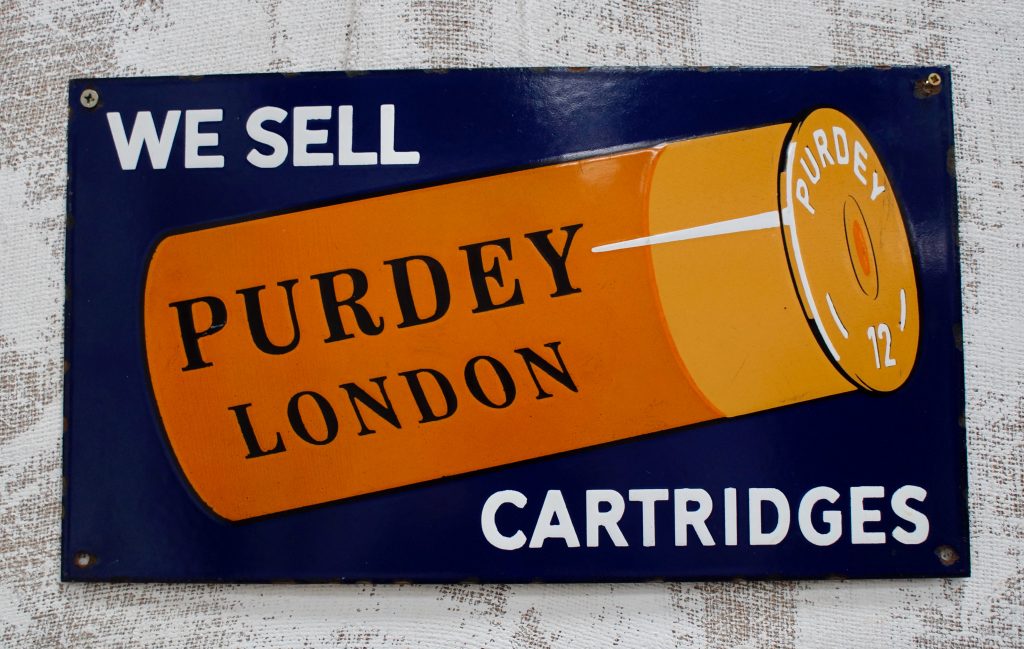 WE SELL
PURDEY
LONDON
PURDEY
12
CARTRIDGES